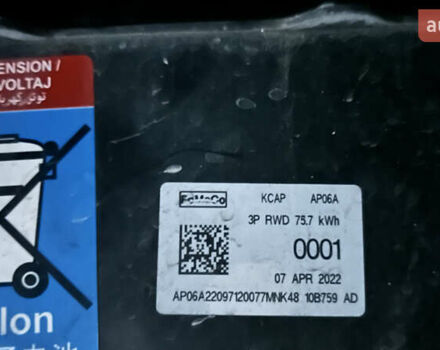 ENSION /
VOLTAJ
lon
FoMoCo KCAP AP06A
3P RWD 75.7 kWh
0001
07 APR 2022
AP06A22097120077MNK48 10B759 AD